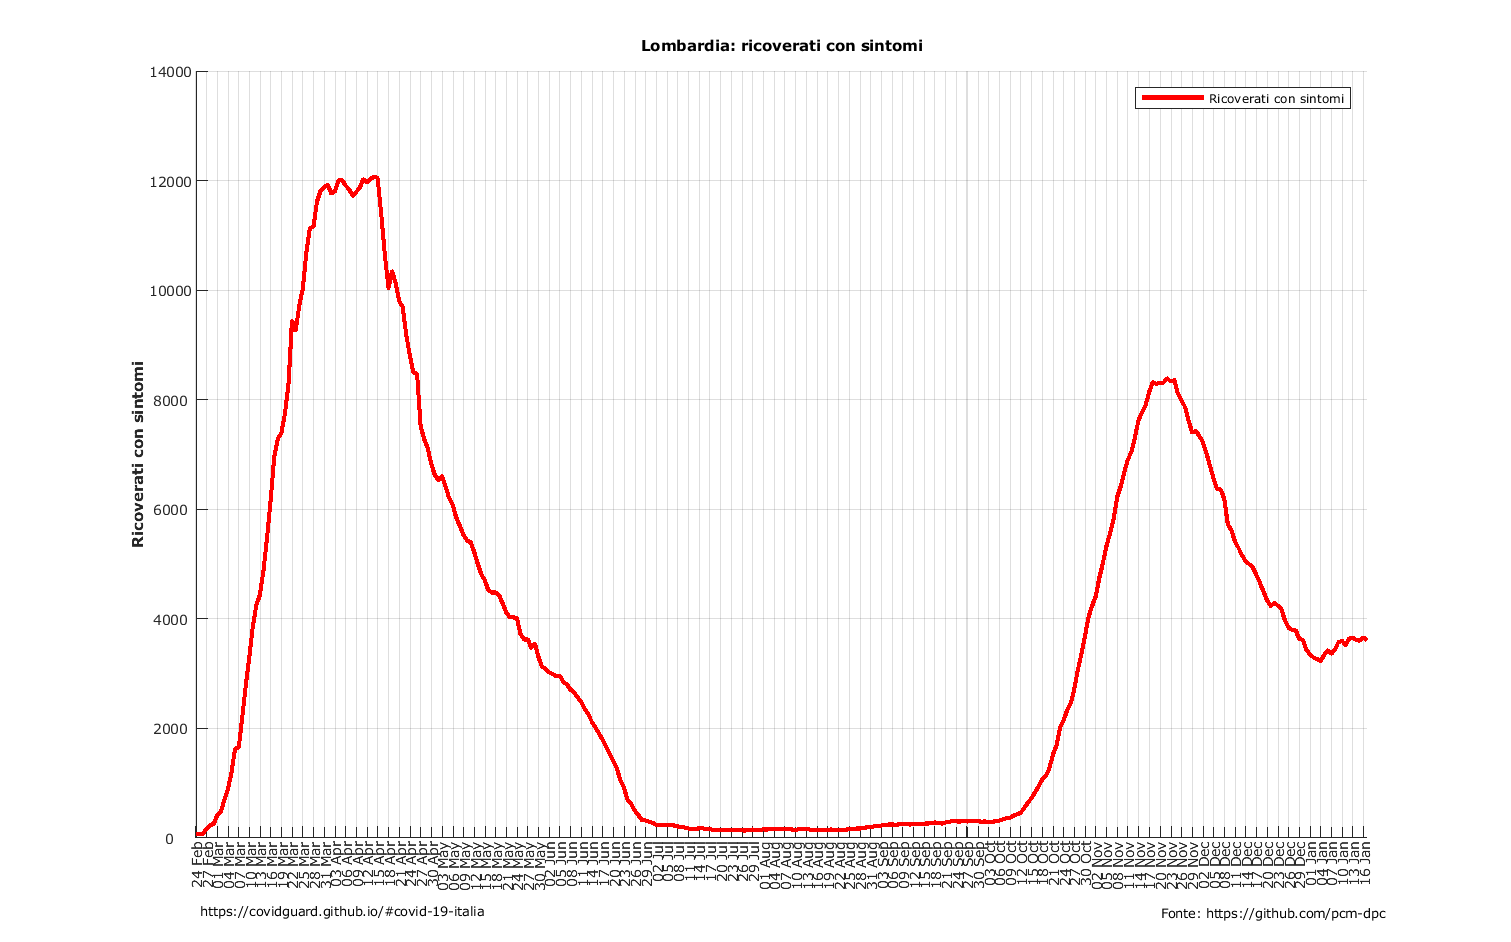 Lombardia: ricoverati con sintomi
Ricoverati con sintomi
Ricoverati con sintomi
14000
12000
10000
8000
6000
4000
2000
0
24 Feb
27 Feb
01 Mar
04 Mar
07 Mar
10 Mar
13 Mar
16 Mar
19 Mar
22 Mar
25 Mar
28 Mar
31 Mar
03 Apr
06 Apr
09 Apr
12 Apr
15 Apr
18 Apr
21 Apr
24 Apr
27 Apr
30 Apr
03 May
06 May
09 May
12 May
15 May
18 May
21 May
24 May
27 May
30 May
02 Jun
05 Jun
08 Jun
11 Jun
14 Jun
17 Jun
20 Jun
23 Jun
26 Jun
29 Jun
02 Jul
05 Jul
08 Jul
11 Jul
14 Jul
17 Jul
20 Jul
23 Jul
26 Jul
29 Jul
01 Aug
04 Aug
07 Aug
10 Aug
13 Aug
16 Aug
19 Aug
22 Aug
25 Aug
28 Aug
31 Aug
03 Sep
06 Sep
09 Sep
12 Sep
15 Sep
18 Sep
21 Sep
24 Sep
27 Sep
30 Sep
03 Oct
06 Oct
09 Oct
12 Oct
15 Oct
18 Oct
21 Oct
24 Oct
27 Oct
30 Oct
02 Nov
05 Nov
08 Nov
11 Nov
14 Nov
17 Nov
20 Nov
23 Nov
26 Nov
29 Nov
02 Dec
05 Dec
08 Dec
11 Dec
14 Dec
17 Dec
20 Dec
23 Dec
26 Dec
29 Dec
01 Jan
04 Jan
07 Jan
10 Jan
13 Jan
16 Jan
https://covidguard.github.io/#covid-19-italia
Fonte: https://github.com/pcm-dpc